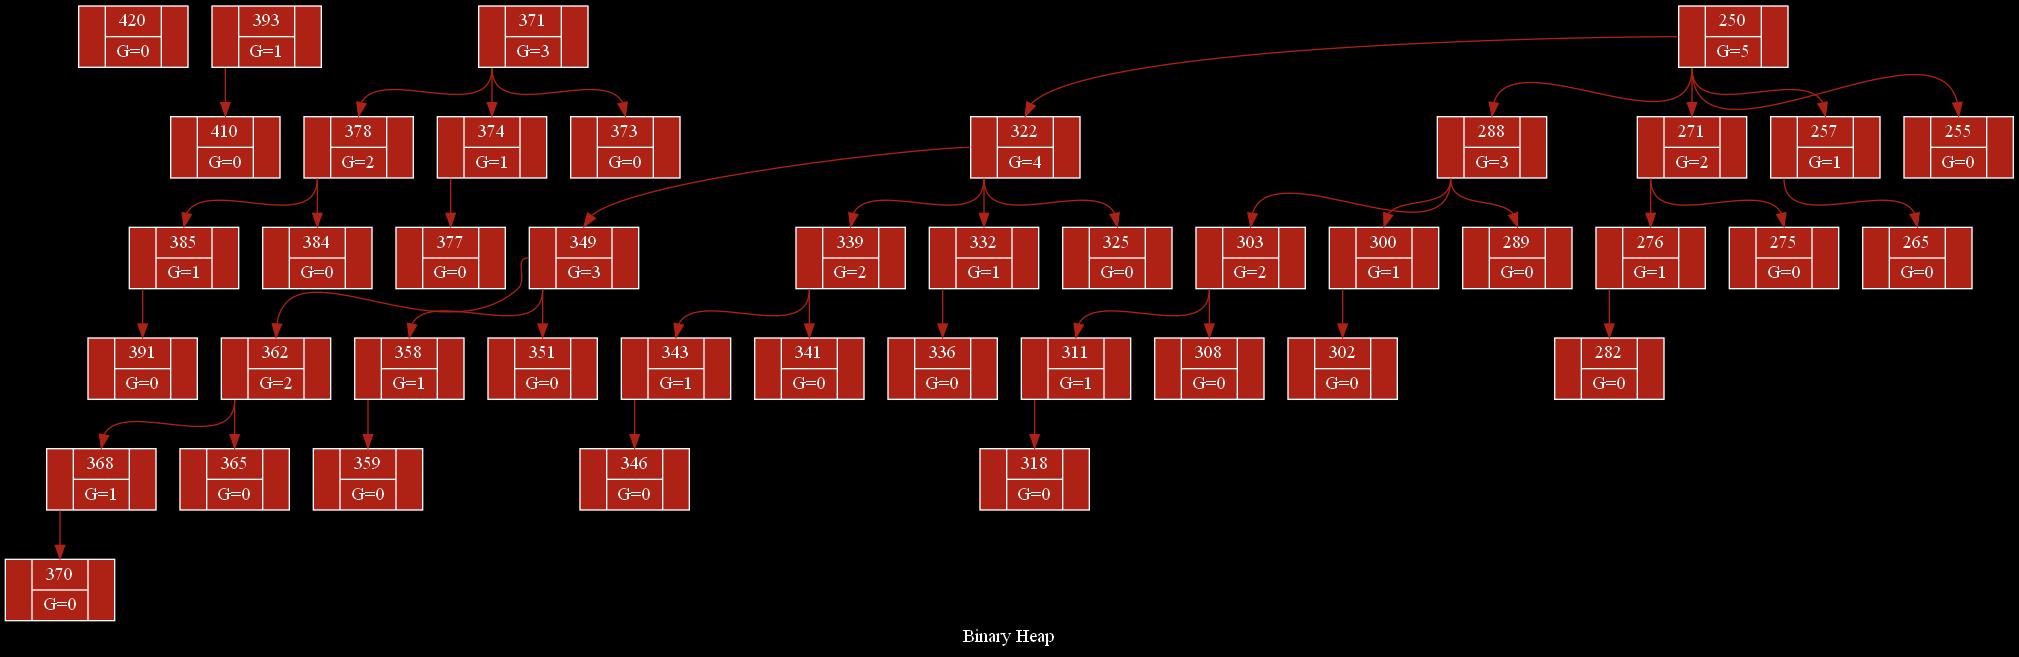 420
G=0
393
G=1
371
G=3
250
G=5
410
G=0
378
G=2
374
G=1
373
G=0
322
G=4
288
G=3
271
G=2
257
G=1
255
G=0
385
G=1
384
G=0
377
G=0
349
G=3
339
G=2
332
G=1
325
G=0
303
G=2
300
G=1
289
G=0
276
G=1
275
G=0
265
G=0
391
G=0
362
G=2
358
G=1
351
G=0
343
G=1
341
G=0
336
G=0
311
G=1
308
G=0
302
G=0
282
G=0
368
G=1
365
G=0
359
G=0
346
G=0
318
G=0
370
G=0
Binary Heap